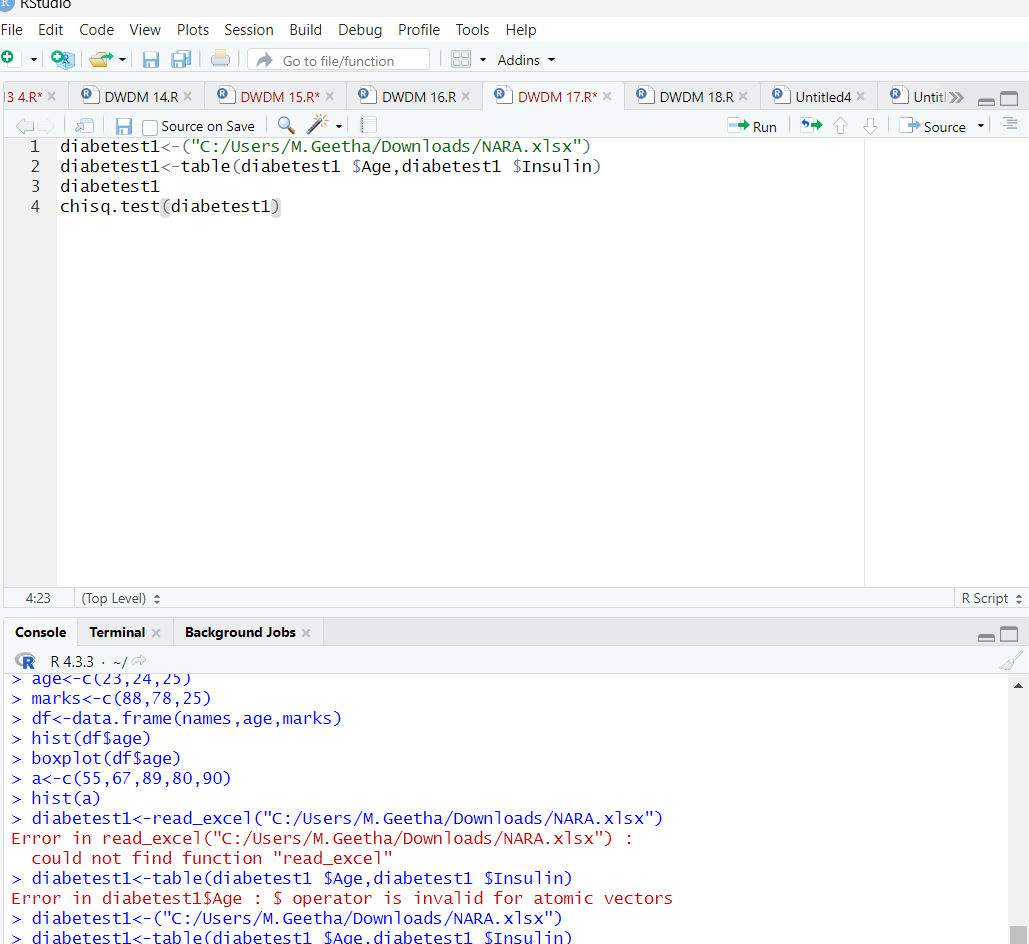 R RStudio
File Edit Code View Plots Session Build Debug Profile Tools Help
Go to file/function Addins
13 4.R* DWDM 14.R DWDM 15.R* DWDM 16.R DWDM 17.R* DWDM 18.R Untitled4 Untitl
Source on Save Run Source
1 diabetest1<-("C:/Users/M.Geetha/Downloads/NARA.xlsx")
2 diabetest1<-table(diabetest1 $Age,diabetest1 $Insulin)
3 diabetest1
4 chisq.test(diabetest1)
4:23 (Top Level) R Script
Console Terminal Background Jobs
R R 4.3.3 · ~/
> age<-c(23,24,25)
> marks<-c(88,78,25)
> df<-data.frame(names,age,marks)
> hist(df$age)
> boxplot(df$age)
> a<-c(55,67,89,80,90)
> hist(a)
> diabetest1<-read_excel("C:/Users/M.Geetha/Downloads/NARA.xlsx")
Error in read_excel("C:/Users/M.Geetha/Downloads/NARA.xlsx") :
could not find function "read_excel"
> diabetest1<-table(diabetest1 $Age,diabetest1 $Insulin)
Error in diabetest1$Age : $ operator is invalid for atomic vectors
> diabetest1<-("C:/Users/M.Geetha/Downloads/NARA.xlsx")
> diabetest1<-table(diabetest1 $Age,diabetest1 $Insulin)